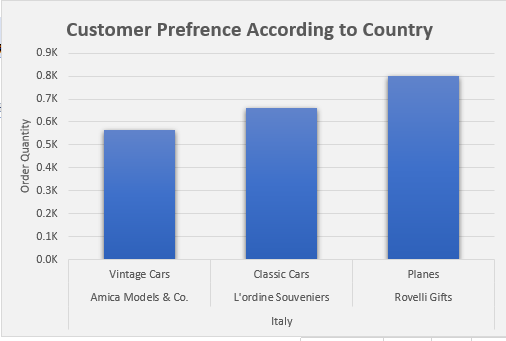 Customer Prefrence According to Country
0.9K
0.8K
0.7K
0.6K
0.5K
0.4K
0.3K
0.2K
0.1K
0.0K
Order Quantity
Vintage Cars Classic Cars Planes
Amica Models & Co. L'ordine Souveniers Rovelli Gifts
Italy